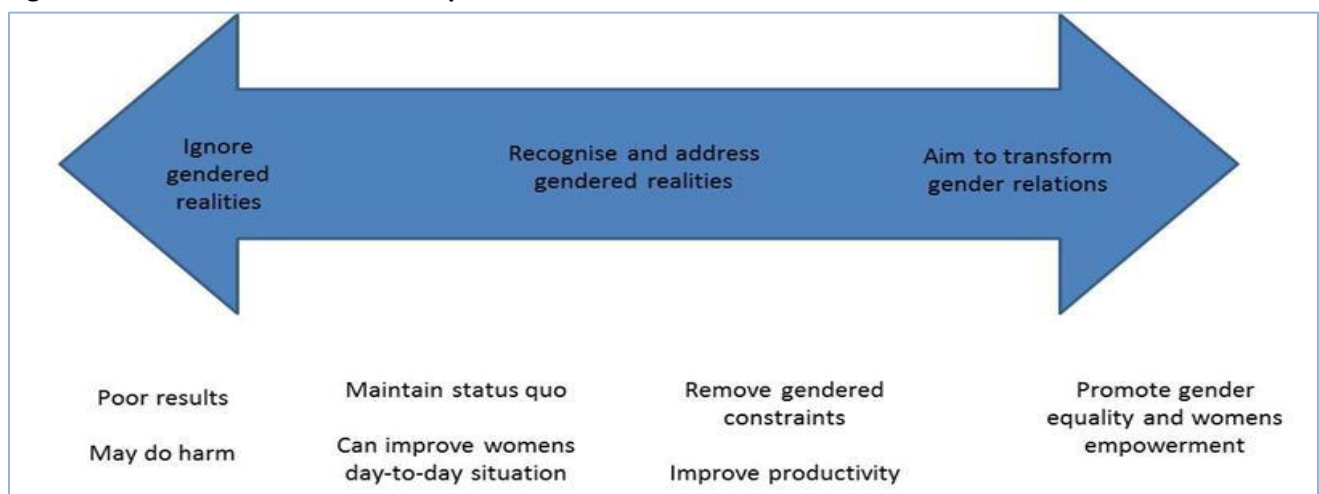 Ignore
gendered
realities
Recognise and address
gendered realities
Aim to transform
gender relations
Poor results
May do harm
Maintain status quo
Can improve womens
day-to-day situation
Remove gendered
constraints
Improve productivity
Promote gender
equality and womens
empowerment